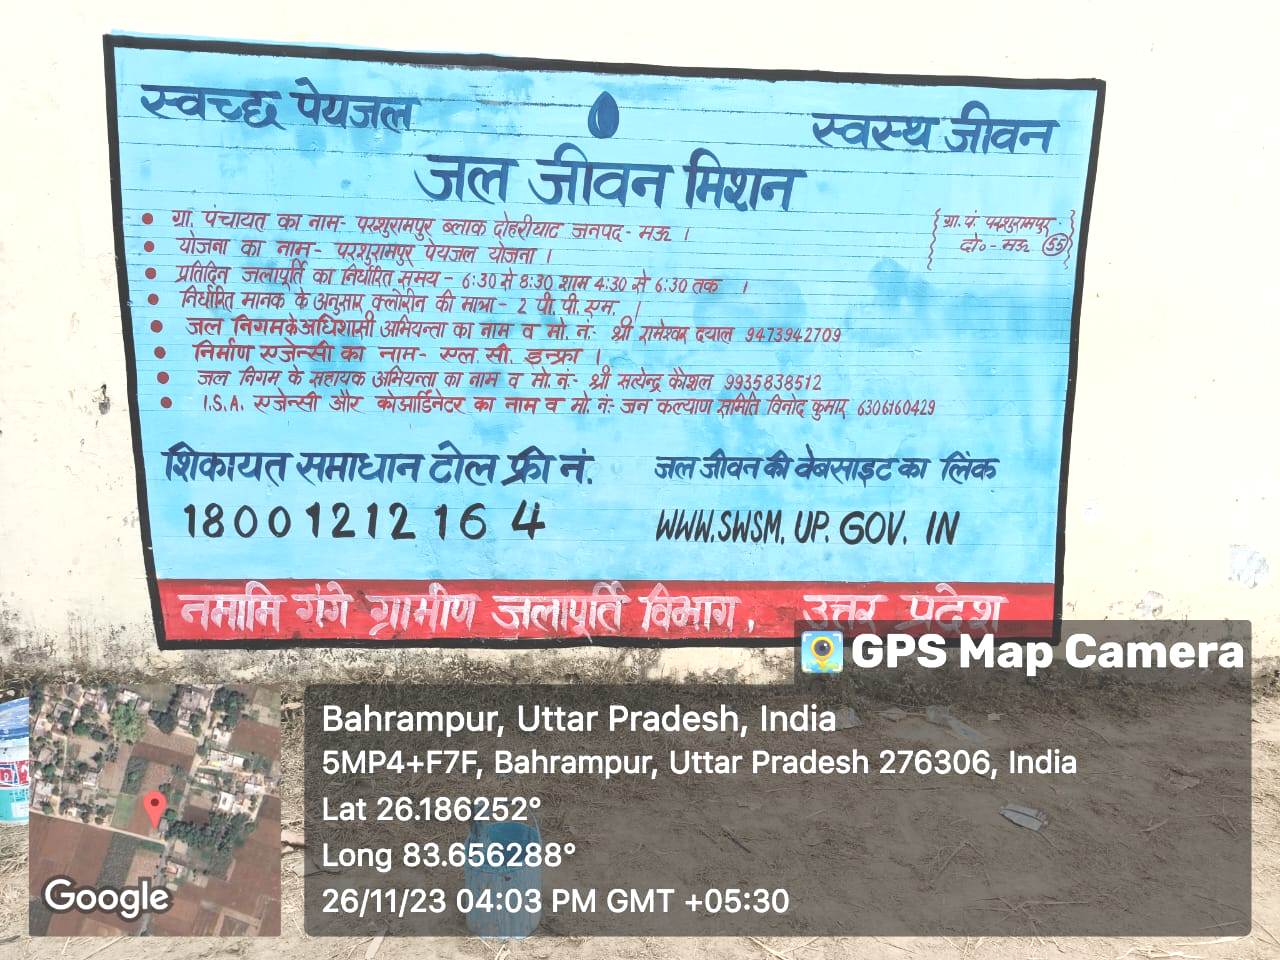 स्वच्छ पेयजल
स्वस्थ जीवन
जल जीवन मिशन
ग्रा. पं. परशुरामपुर
दो०-मऊ 55
• ग्रा. पंचायत का नाम- परशुरामपुर ब्लाक दोहरीघाट जनपद-मऊ ।
• योजना का नाम- परशुरामपुर पेयजल योजना ।
• प्रतिदिन जलापूर्ति का निर्धारित समय - 6:30 से 8:30 शाम 4:30 से 6:30 तक ।
• निर्धारित मानक के अनुसार क्लोरीन की मात्रा- 2 पी. पी. एम. ।
• जल निगम के अधिशासी अभियन्ता का नाम व मो. नं:- श्री रामेश्वर दयाल 9473942709
• निर्माण एजेन्सी का नाम- एल. सी. इन्फ्रा ।
• जल निगम के सहायक अभियन्ता का नाम व मो. नं:- श्री सत्येन्द्र कौशल 9935838512
• I.S.A. एजेन्सी और कोआर्डिनेटर का नाम व मो. नं:- जन कल्याण समिति विनोद कुमार 6306160429
शिकायत समाधान टोल फ्री नं.
18001212164
जल जीवन की वेबसाइट का लिंक
WWW.SWSM.UP.GOV.IN
नमामि गंगे ग्रामीण जलापूर्ति विभाग, उत्तर प्रदेश
GPS Map Camera
Bahrampur, Uttar Pradesh, India
5MP4+F7F, Bahrampur, Uttar Pradesh 276306, India
Lat 26.186252°
Long 83.656288°
26/11/23 04:03 PM GMT +05:30
Google